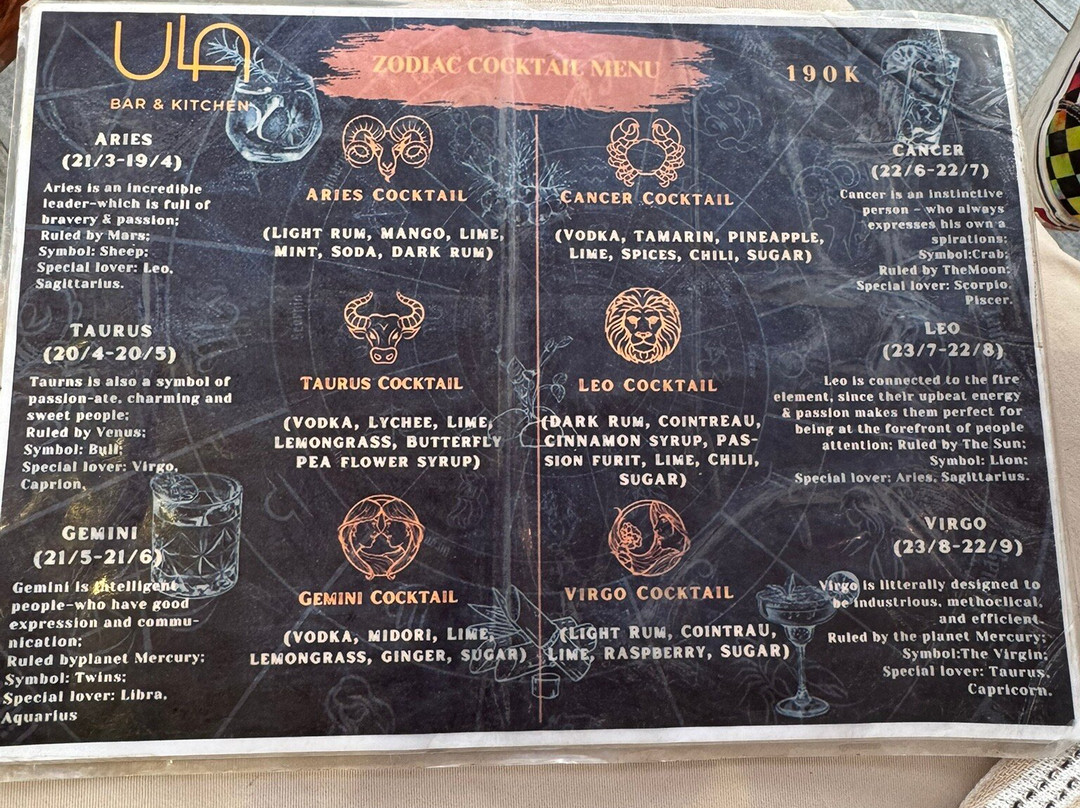 ULA
BAR & KITCHEN
ZODIAC COCKTAIL MENU
190K
ARIES
(21/3-19/4)
Aries is an incredible
leader-which is full of
bravery & passion;
Ruled by Mars;
Symbol: Sheep;
Special lover: Leo,
Sagittarius.
ARIES COCKTAIL
(LIGHT RUM, MANGO, LIME,
MINT, SODA, DARK RUM)
TAURUS
(20/4-20/5)
Taurns is also a symbol of
passion-ate, charming and
sweet people;
Ruled by Venus;
Symbol: Bull;
Special lover: Virgo,
Caprion,
TAURUS COCKTAIL
(VODKA, LYCHEE, LIME,
LEMONGRASS, BUTTERFLY
PEA FLOWER SYRUP)
GEMINI
(21/5-21/6)
Gemini is intelligent
people-who have good
expression and commu-
nication;
Ruled byplanet Mercury;
Symbol: Twins;
Special lover: Libra,
Aquarius
GEMINI COCKTAIL
(VODKA, MIDORI, LIME,
LEMONGRASS, GINGER, SUGAR)
CANCER COCKTAIL
(VODKA, TAMARIN, PINEAPPLE,
LIME, SPICES, CHILI, SUGAR)
CANCER
(22/6-22/7)
Cancer is an instinctive
person - who always
expresses his own a
spirations;
Symbol:Crab;
Ruled by TheMoon;
Special lover: Scorpio,
Piscer.
LEO COCKTAIL
(DARK RUM, COINTREAU,
CINNAMON SYRUP, PAS-
SION FURIT, LIME, CHILI,
SUGAR)
LEO
(23/7-22/8)
Leo is connected to the fire
element, since their upbeat energy
& passion makes them perfect for
being at the forefront of people
attention; Ruled by The Sun;
Symbol: Lion;
Special lover: Aries, Sagittarius.
VIRGO COCKTAIL
(LIGHT RUM, COINTRAU,
LIME, RASPBERRY, SUGAR)
VIRGO
(23/8-22/9)
Virgo is litterally designed to
be industrious, methoclical,
and efficient.
Ruled by the planet Mercury;
Symbol:The Virgin;
Special lover: Taurus,
Capricorn.